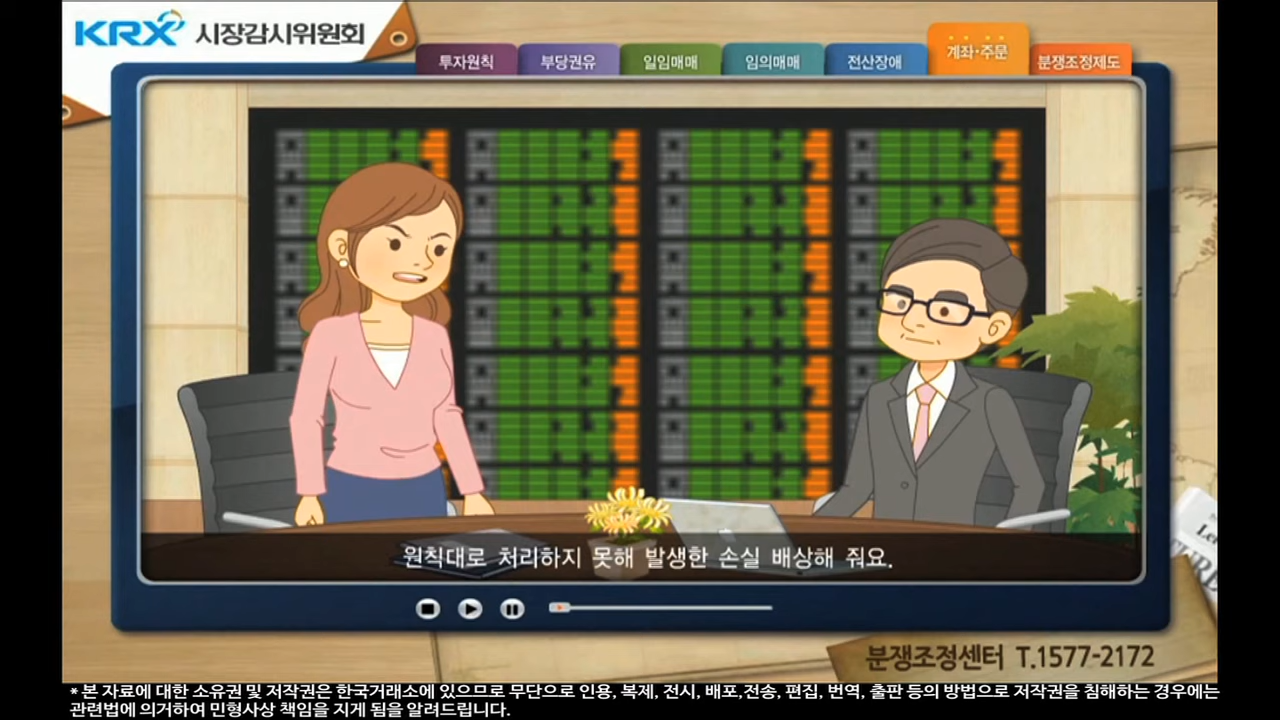 KRX 시장감시위원회
투자원칙
부당권유
일임매매
임의매매
전산장애
계좌·주문
분쟁조정제도
원칙대로 처리하지 못해 발생한 손실 배상해 줘요.
분쟁조정센터 T.1577-2172
* 본 자료에 대한 소유권 및 저작권은 한국거래소에 있으므로 무단으로 인용, 복제, 전시, 배포,전송, 편집, 번역, 출판 등의 방법으로 저작권을 침해하는 경우에는
관련법에 의거하여 민형사상 책임을 지게 됨을 알려드립니다.